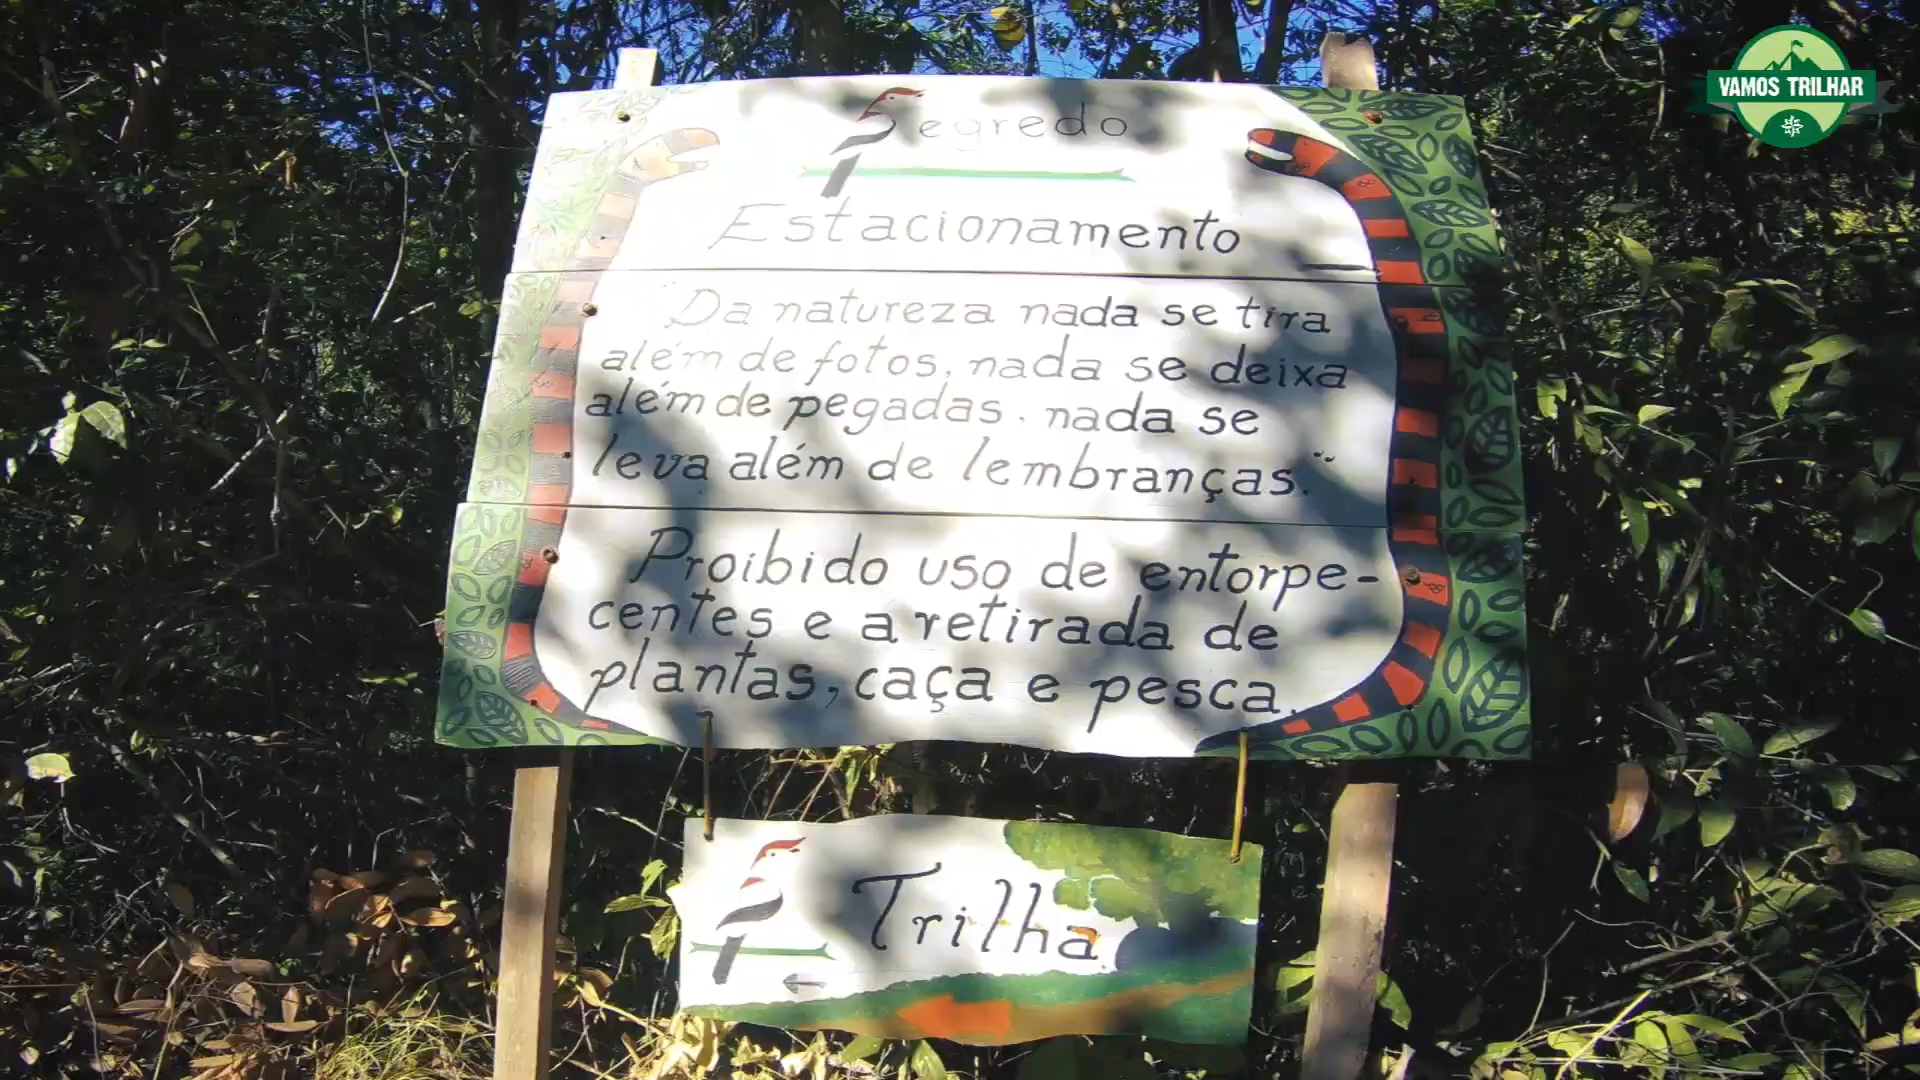 VAMOS TRILHAR
Segredo
Estacionamento
"Da natureza nada se tira
além de fotos, nada se deixa
além de pegadas. nada se
leva além de lembranças."
Proibido uso de entorpe-
centes e a retirada de
plantas, caça e pesca.
Trilha